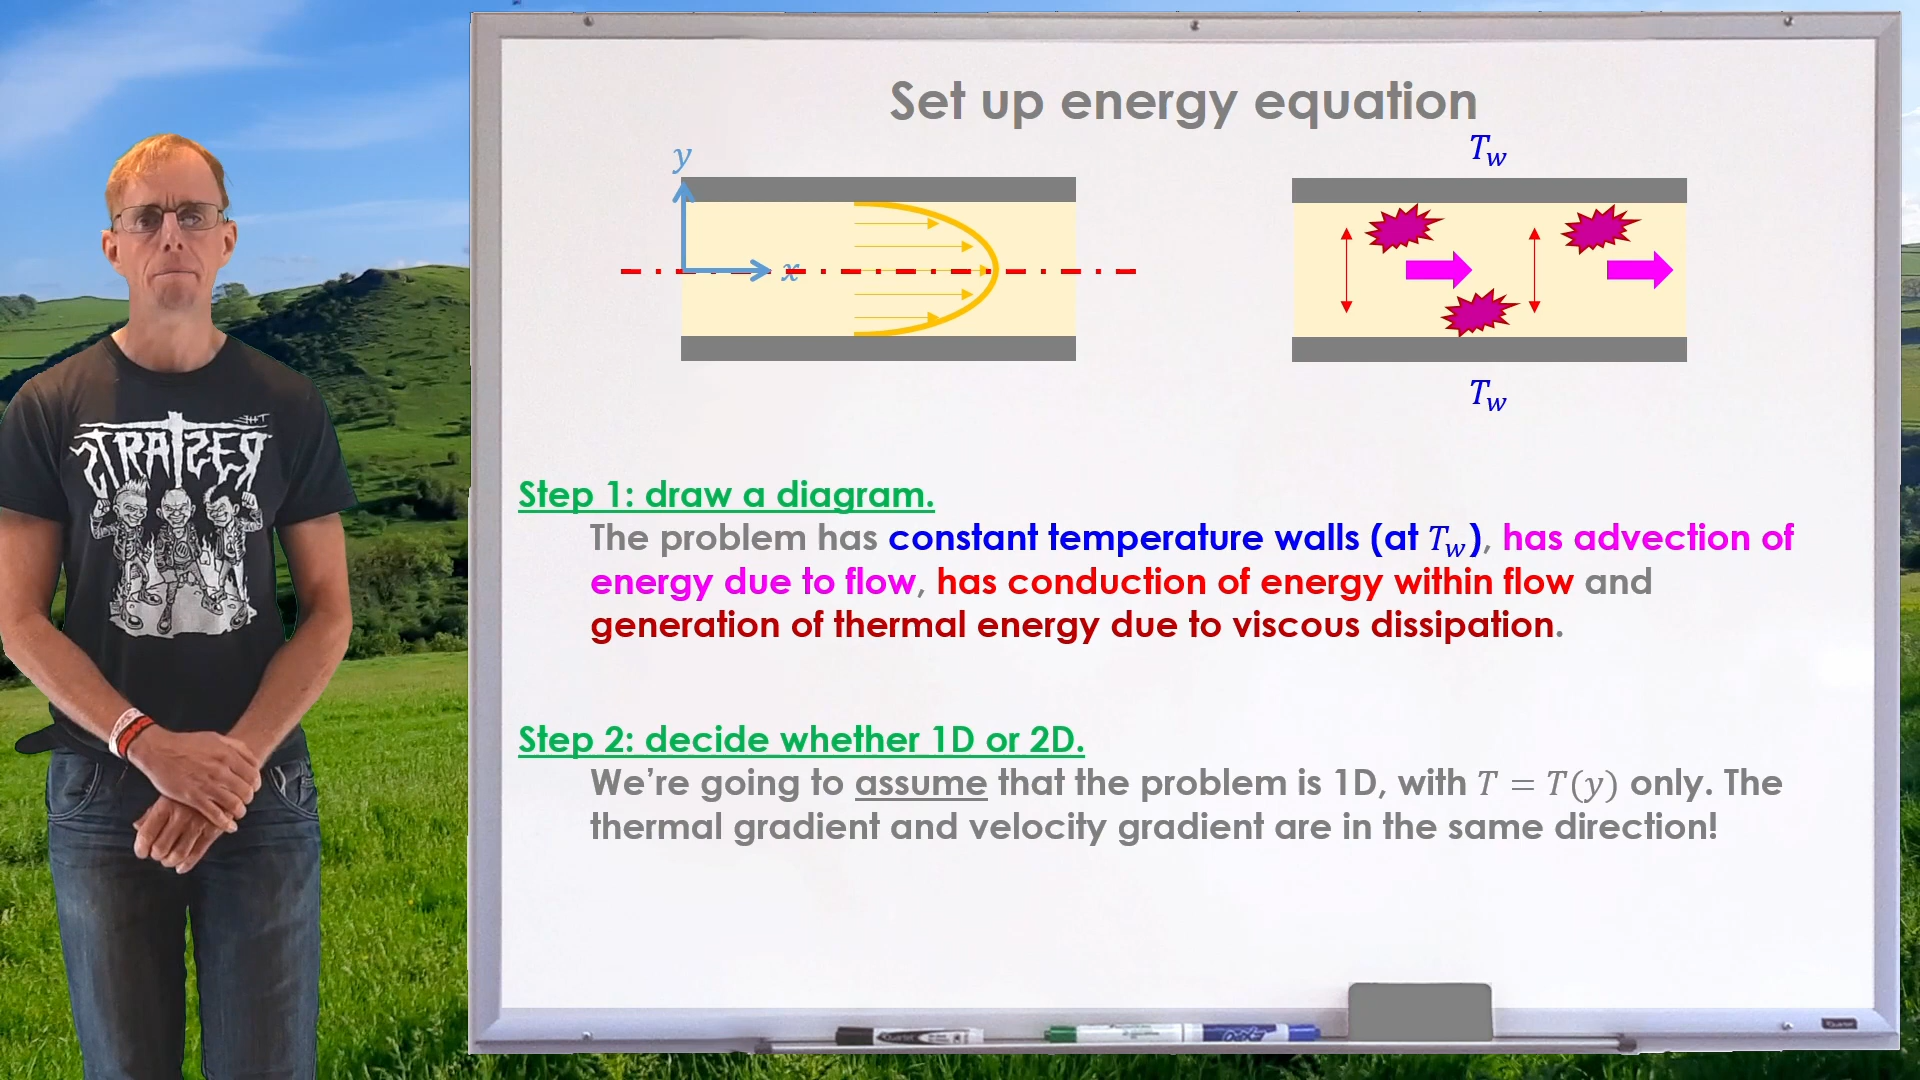 Set up energy equation
y
x
T_w
T_w
Step 1: draw a diagram.
The problem has constant temperature walls (at T_w), has advection of
energy due to flow, has conduction of energy within flow and
generation of thermal energy due to viscous dissipation.
Step 2: decide whether 1D or 2D.
We’re going to assume that the problem is 1D, with T = T(y) only. The
thermal gradient and velocity gradient are in the same direction!
Quartet